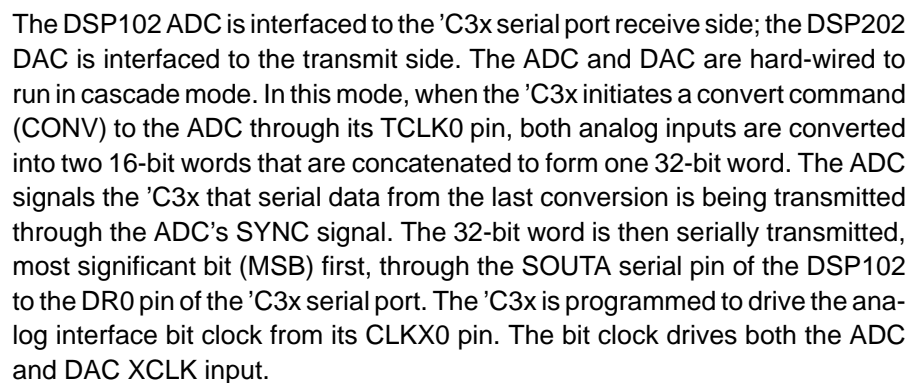 The DSP102 ADC is interfaced to the ’C3x serial port receive side; the DSP202
DAC is interfaced to the transmit side. The ADC and DAC are hard-wired to
run in cascade mode. In this mode, when the ’C3x initiates a convert command
(CONV) to the ADC through its TCLK0 pin, both analog inputs are converted
into two 16-bit words that are concatenated to form one 32-bit word. The ADC
signals the ’C3x that serial data from the last conversion is being transmitted
through the ADC’s SYNC signal. The 32-bit word is then serially transmitted,
most significant bit (MSB) first, through the SOUTA serial pin of the DSP102
to the DR0 pin of the ’C3x serial port. The ’C3x is programmed to drive the ana-
log interface bit clock from its CLKX0 pin. The bit clock drives both the ADC
and DAC XCLK input.